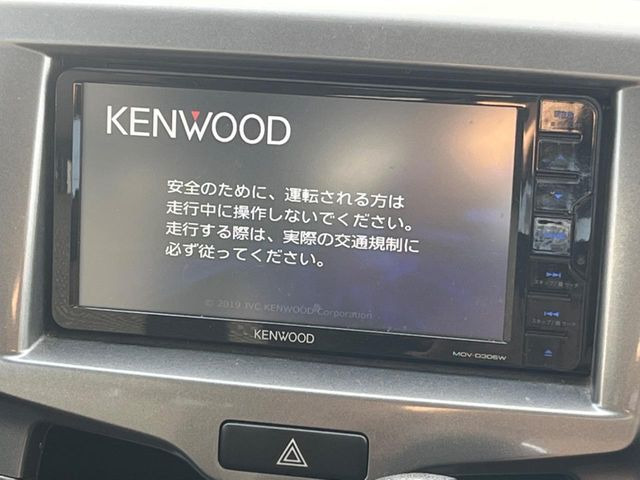 KENWOOD
安全のために、運転される方は
走行中に操作しないでください。
走行する際は、実際の交通規制に
必ず従ってください。
© 2019 JVC KENWOOD Corporation
KENWOOD
MDV-D306W